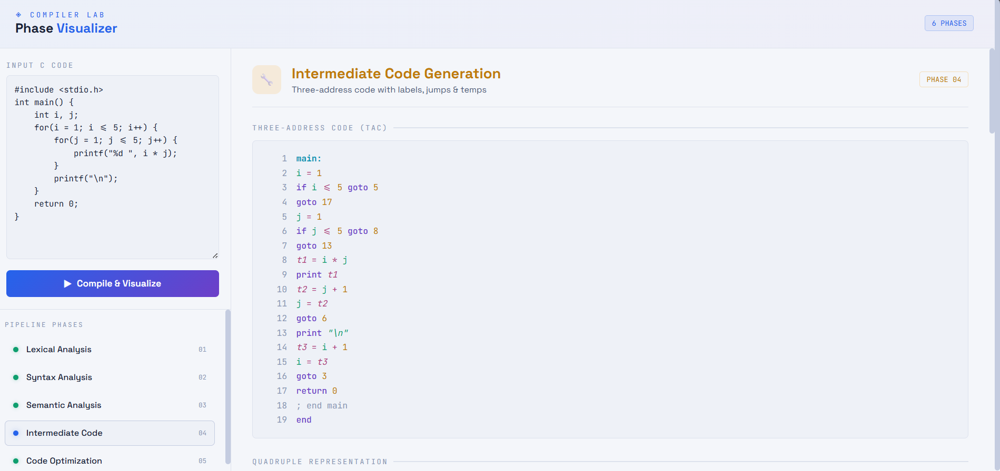 ◈ COMPILER LAB
Phase Visualizer
6 PHASES
INPUT C CODE
#include <stdio.h>
int main() {
    int i, j;
    for(i = 1; i <= 5; i++) {
        for(j = 1; j <= 5; j++) {
            printf("%d ", i * j);
        }
        printf("\n");
    }
    return 0;
}
▶ Compile & Visualize
PIPELINE PHASES
Lexical Analysis 01
Syntax Analysis 02
Semantic Analysis 03
Intermediate Code 04
Code Optimization 05
Intermediate Code Generation
Three-address code with labels, jumps & temps
PHASE 04
THREE-ADDRESS CODE (TAC)
1 main:
2 i = 1
3 if i <= 5 goto 5
4 goto 17
5 j = 1
6 if j <= 5 goto 8
7 goto 13
8 t1 = i * j
9 print t1
10 t2 = j + 1
11 j = t2
12 goto 6
13 print "\n"
14 t3 = i + 1
15 i = t3
16 goto 3
17 return 0
18 ; end main
19 end
QUADRUPLE REPRESENTATION